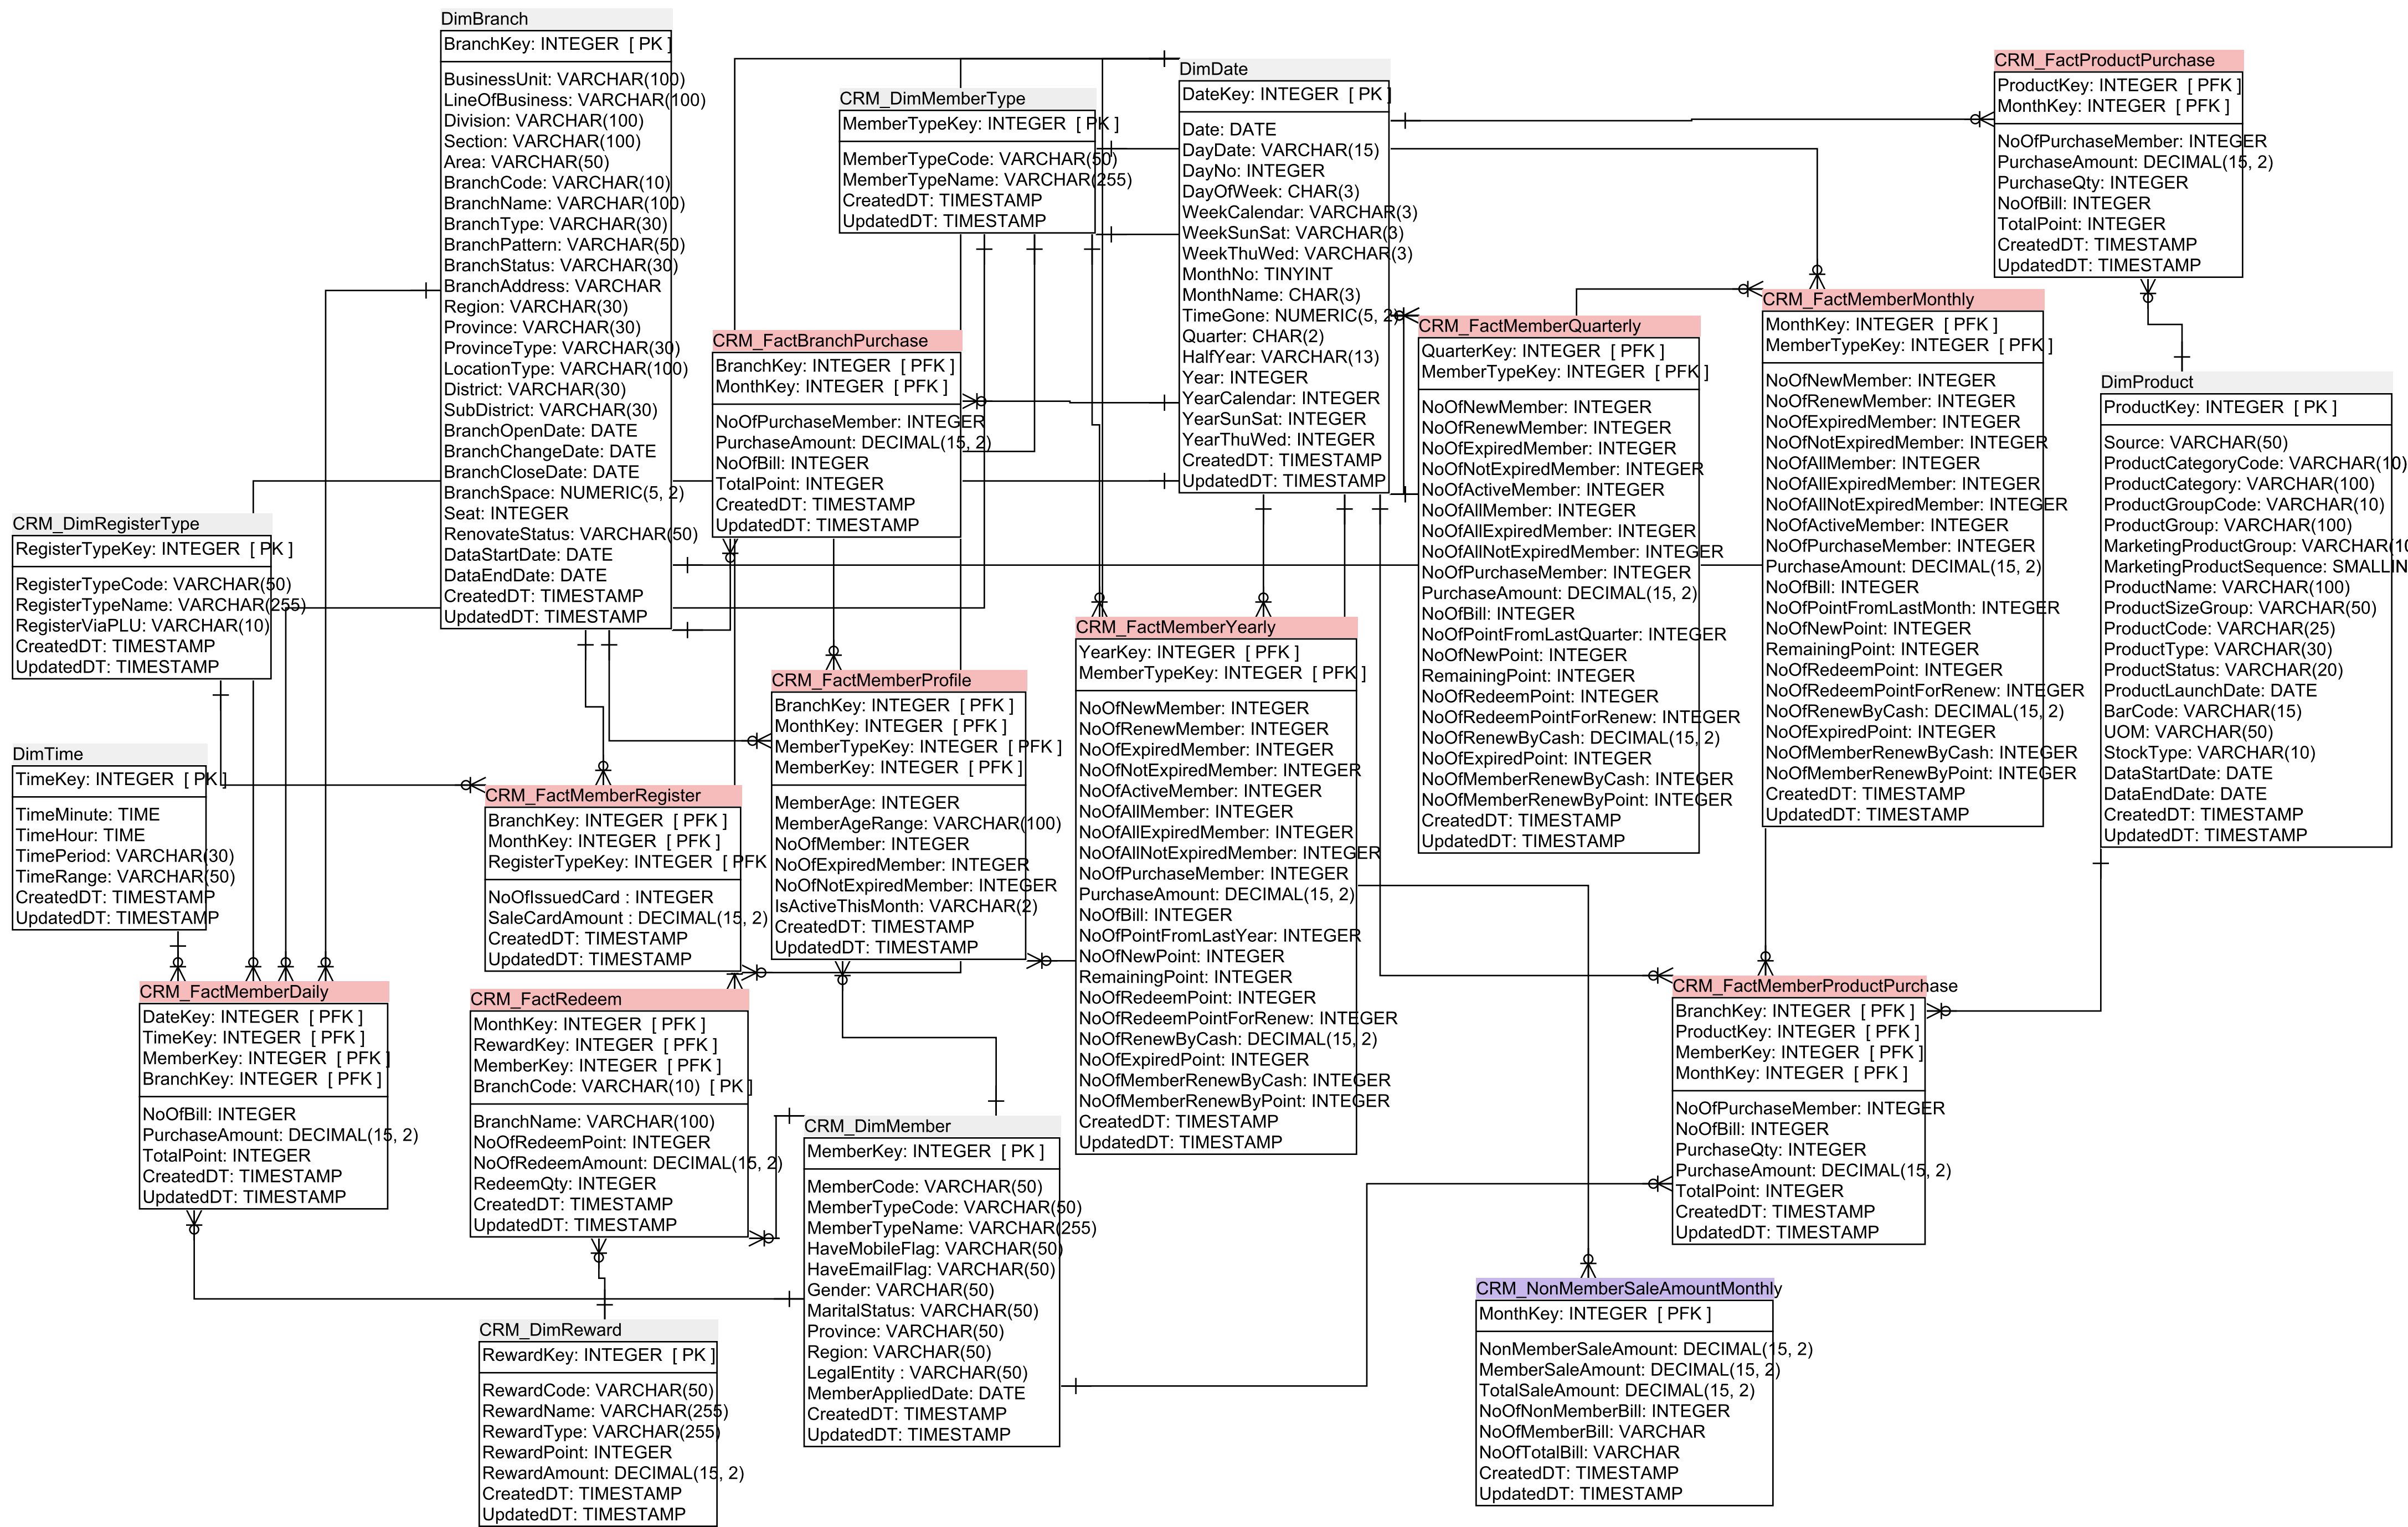 DimBranch
BranchKey: INTEGER [ PK ]
BusinessUnit: VARCHAR(100)
LineOfBusiness: VARCHAR(100)
Division: VARCHAR(100)
Section: VARCHAR(100)
Area: VARCHAR(50)
BranchCode: VARCHAR(10)
BranchName: VARCHAR(100)
BranchType: VARCHAR(30)
BranchPattern: VARCHAR(50)
BranchStatus: VARCHAR(30)
BranchAddress: VARCHAR
Region: VARCHAR(30)
Province: VARCHAR(30)
ProvinceType: VARCHAR(30)
LocationType: VARCHAR(100)
District: VARCHAR(30)
SubDistrict: VARCHAR(30)
BranchOpenDate: DATE
BranchChangeDate: DATE
BranchCloseDate: DATE
BranchSpace: NUMERIC(5, 2)
Seat: INTEGER
RenovateStatus: VARCHAR(50)
DataStartDate: DATE
DataEndDate: DATE
CreatedDT: TIMESTAMP
UpdatedDT: TIMESTAMP
CRM_DimMemberType
MemberTypeKey: INTEGER [ PK ]
MemberTypeCode: VARCHAR(50)
MemberTypeName: VARCHAR(255)
CreatedDT: TIMESTAMP
UpdatedDT: TIMESTAMP
DimDate
DateKey: INTEGER [ PK ]
Date: DATE
DayDate: VARCHAR(15)
DayNo: INTEGER
DayOfWeek: CHAR(3)
WeekCalendar: VARCHAR(3)
WeekSunSat: VARCHAR(3)
WeekThuWed: VARCHAR(3)
MonthNo: TINYINT
MonthName: CHAR(3)
TimeGone: NUMERIC(5, 2)
Quarter: CHAR(2)
HalfYear: VARCHAR(13)
Year: INTEGER
YearCalendar: INTEGER
YearSunSat: INTEGER
YearThuWed: INTEGER
CreatedDT: TIMESTAMP
UpdatedDT: TIMESTAMP
CRM_FactProductPurchase
ProductKey: INTEGER [ PFK ]
MonthKey: INTEGER [ PFK ]
NoOfPurchaseMember: INTEGER
PurchaseAmount: DECIMAL(15, 2)
PurchaseQty: INTEGER
NoOfBill: INTEGER
TotalPoint: INTEGER
CreatedDT: TIMESTAMP
UpdatedDT: TIMESTAMP
CRM_FactBranchPurchase
BranchKey: INTEGER [ PFK ]
MonthKey: INTEGER [ PFK ]
NoOfPurchaseMember: INTEGER
PurchaseAmount: DECIMAL(15, 2)
NoOfBill: INTEGER
TotalPoint: INTEGER
CreatedDT: TIMESTAMP
UpdatedDT: TIMESTAMP
CRM_FactMemberQuarterly
QuarterKey: INTEGER [ PFK ]
MemberTypeKey: INTEGER [ PFK ]
NoOfNewMember: INTEGER
NoOfRenewMember: INTEGER
NoOfExpiredMember: INTEGER
NoOfNotExpiredMember: INTEGER
NoOfActiveMember: INTEGER
NoOfAllMember: INTEGER
NoOfAllExpiredMember: INTEGER
NoOfAllNotExpiredMember: INTEGER
NoOfPurchaseMember: INTEGER
PurchaseAmount: DECIMAL(15, 2)
NoOfBill: INTEGER
NoOfPointFromLastQuarter: INTEGER
NoOfNewPoint: INTEGER
RemainingPoint: INTEGER
NoOfRedeemPoint: INTEGER
NoOfRedeemPointForRenew: INTEGER
NoOfRenewByCash: DECIMAL(15, 2)
NoOfExpiredPoint: INTEGER
NoOfMemberRenewByCash: INTEGER
NoOfMemberRenewByPoint: INTEGER
CreatedDT: TIMESTAMP
UpdatedDT: TIMESTAMP
CRM_FactMemberMonthly
MonthKey: INTEGER [ PFK ]
MemberTypeKey: INTEGER [ PFK ]
NoOfNewMember: INTEGER
NoOfRenewMember: INTEGER
NoOfExpiredMember: INTEGER
NoOfNotExpiredMember: INTEGER
NoOfAllMember: INTEGER
NoOfAllExpiredMember: INTEGER
NoOfAllNotExpiredMember: INTEGER
NoOfActiveMember: INTEGER
NoOfPurchaseMember: INTEGER
PurchaseAmount: DECIMAL(15, 2)
NoOfBill: INTEGER
NoOfPointFromLastMonth: INTEGER
NoOfNewPoint: INTEGER
RemainingPoint: INTEGER
NoOfRedeemPoint: INTEGER
NoOfRedeemPointForRenew: INTEGER
NoOfRenewByCash: DECIMAL(15, 2)
NoOfExpiredPoint: INTEGER
NoOfMemberRenewByCash: INTEGER
NoOfMemberRenewByPoint: INTEGER
CreatedDT: TIMESTAMP
UpdatedDT: TIMESTAMP
DimProduct
ProductKey: INTEGER [ PK ]
Source: VARCHAR(50)
ProductCategoryCode: VARCHAR(10)
ProductCategory: VARCHAR(100)
ProductGroupCode: VARCHAR(10)
ProductGroup: VARCHAR(100)
MarketingProductGroup: VARCHAR(10
MarketingProductSequence: SMALLIN
ProductName: VARCHAR(100)
ProductSizeGroup: VARCHAR(50)
ProductCode: VARCHAR(25)
ProductType: VARCHAR(30)
ProductStatus: VARCHAR(20)
ProductLaunchDate: DATE
BarCode: VARCHAR(15)
UOM: VARCHAR(50)
StockType: VARCHAR(10)
DataStartDate: DATE
DataEndDate: DATE
CreatedDT: TIMESTAMP
UpdatedDT: TIMESTAMP
CRM_DimRegisterType
RegisterTypeKey: INTEGER [ PK ]
RegisterTypeCode: VARCHAR(50)
RegisterTypeName: VARCHAR(255)
RegisterViaPLU: VARCHAR(10)
CreatedDT: TIMESTAMP
UpdatedDT: TIMESTAMP
DimTime
TimeKey: INTEGER [ PK ]
TimeMinute: TIME
TimeHour: TIME
TimePeriod: VARCHAR(30)
TimeRange: VARCHAR(50)
CreatedDT: TIMESTAMP
UpdatedDT: TIMESTAMP
CRM_FactMemberRegister
BranchKey: INTEGER [ PFK ]
MonthKey: INTEGER [ PFK ]
RegisterTypeKey: INTEGER [ PFK
NoOfIssuedCard : INTEGER
SaleCardAmount : DECIMAL(15, 2)
CreatedDT: TIMESTAMP
UpdatedDT: TIMESTAMP
CRM_FactMemberProfile
BranchKey: INTEGER [ PFK ]
MonthKey: INTEGER [ PFK ]
MemberTypeKey: INTEGER [ PFK ]
MemberKey: INTEGER [ PFK ]
MemberAge: INTEGER
MemberAgeRange: VARCHAR(100)
NoOfMember: INTEGER
NoOfExpiredMember: INTEGER
NoOfNotExpiredMember: INTEGER
IsActiveThisMonth: VARCHAR(2)
CreatedDT: TIMESTAMP
UpdatedDT: TIMESTAMP
CRM_FactMemberYearly
YearKey: INTEGER [ PFK ]
MemberTypeKey: INTEGER [ PFK ]
NoOfNewMember: INTEGER
NoOfRenewMember: INTEGER
NoOfExpiredMember: INTEGER
NoOfNotExpiredMember: INTEGER
NoOfActiveMember: INTEGER
NoOfAllMember: INTEGER
NoOfAllExpiredMember: INTEGER
NoOfAllNotExpiredMember: INTEGER
NoOfPurchaseMember: INTEGER
PurchaseAmount: DECIMAL(15, 2)
NoOfBill: INTEGER
NoOfPointFromLastYear: INTEGER
NoOfNewPoint: INTEGER
RemainingPoint: INTEGER
NoOfRedeemPoint: INTEGER
NoOfRedeemPointForRenew: INTEGER
NoOfRenewByCash: DECIMAL(15, 2)
NoOfExpiredPoint: INTEGER
NoOfMemberRenewByCash: INTEGER
NoOfMemberRenewByPoint: INTEGER
CreatedDT: TIMESTAMP
UpdatedDT: TIMESTAMP
CRM_FactMemberDaily
DateKey: INTEGER [ PFK ]
TimeKey: INTEGER [ PFK ]
MemberKey: INTEGER [ PFK ]
BranchKey: INTEGER [ PFK ]
NoOfBill: INTEGER
PurchaseAmount: DECIMAL(15, 2)
TotalPoint: INTEGER
CreatedDT: TIMESTAMP
UpdatedDT: TIMESTAMP
CRM_FactRedeem
MonthKey: INTEGER [ PFK ]
RewardKey: INTEGER [ PFK ]
MemberKey: INTEGER [ PFK ]
BranchCode: VARCHAR(10) [ PK ]
BranchName: VARCHAR(100)
NoOfRedeemPoint: INTEGER
NoOfRedeemAmount: DECIMAL(15, 2)
RedeemQty: INTEGER
CreatedDT: TIMESTAMP
UpdatedDT: TIMESTAMP
CRM_DimMember
MemberKey: INTEGER [ PK ]
MemberCode: VARCHAR(50)
MemberTypeCode: VARCHAR(50)
MemberTypeName: VARCHAR(255)
HaveMobileFlag: VARCHAR(50)
HaveEmailFlag: VARCHAR(50)
Gender: VARCHAR(50)
MaritalStatus: VARCHAR(50)
Province: VARCHAR(50)
Region: VARCHAR(50)
LegalEntity : VARCHAR(50)
MemberAppliedDate: DATE
CreatedDT: TIMESTAMP
UpdatedDT: TIMESTAMP
CRM_FactMemberProductPurchase
BranchKey: INTEGER [ PFK ]
ProductKey: INTEGER [ PFK ]
MemberKey: INTEGER [ PFK ]
MonthKey: INTEGER [ PFK ]
NoOfPurchaseMember: INTEGER
NoOfBill: INTEGER
PurchaseQty: INTEGER
PurchaseAmount: DECIMAL(15, 2)
TotalPoint: INTEGER
CreatedDT: TIMESTAMP
UpdatedDT: TIMESTAMP
CRM_DimReward
RewardKey: INTEGER [ PK ]
RewardCode: VARCHAR(50)
RewardName: VARCHAR(255)
RewardType: VARCHAR(255)
RewardPoint: INTEGER
RewardAmount: DECIMAL(15, 2)
CreatedDT: TIMESTAMP
UpdatedDT: TIMESTAMP
CRM_NonMemberSaleAmountMonthly
MonthKey: INTEGER [ PFK ]
NonMemberSaleAmount: DECIMAL(15, 2)
MemberSaleAmount: DECIMAL(15, 2)
TotalSaleAmount: DECIMAL(15, 2)
NoOfNonMemberBill: INTEGER
NoOfMemberBill: VARCHAR
NoOfTotalBill: VARCHAR
CreatedDT: TIMESTAMP
UpdatedDT: TIMESTAMP